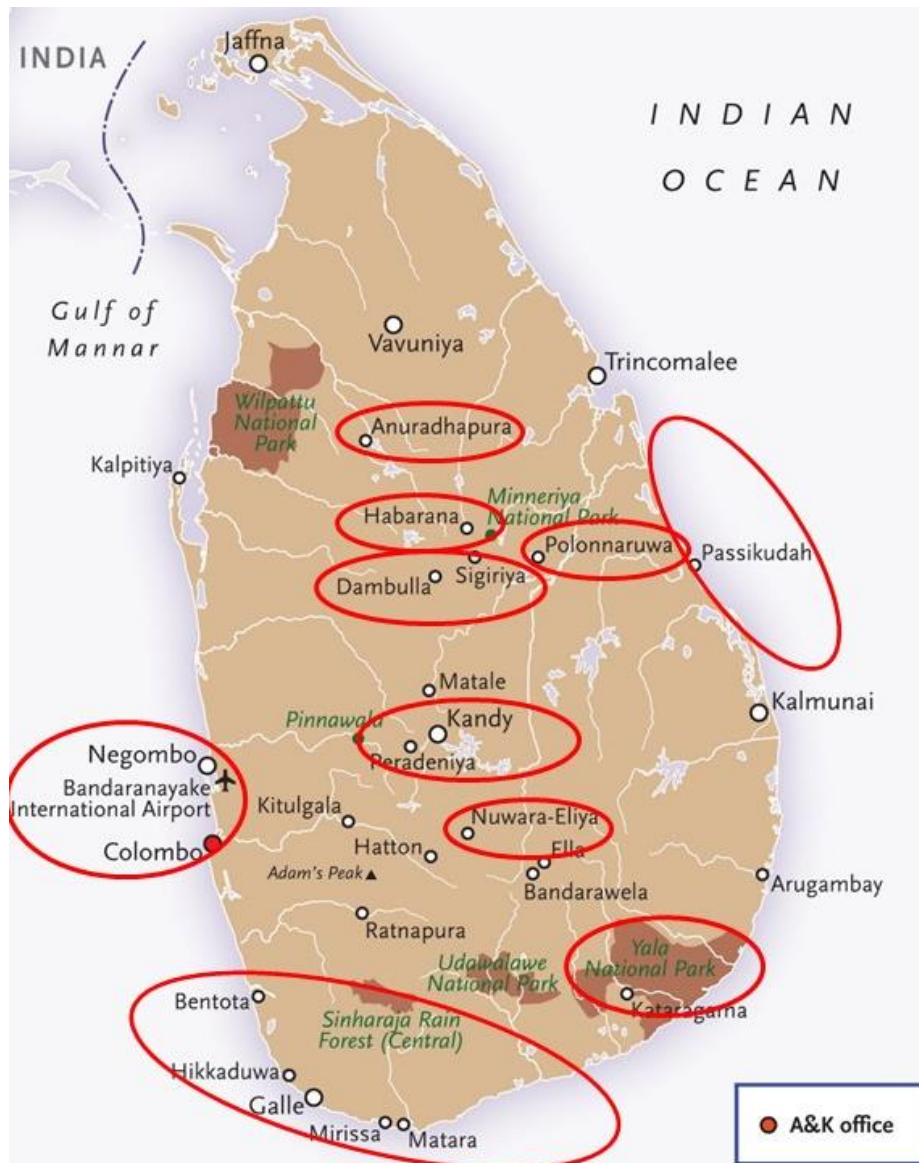 Jaffna
INDIA
INDIAN
OCEAN
Gulf of
Mannar
Vavuniya
Trincomalee
Wilpattu
National
Park
Anuradhapura
Kalpitiya
Habarana
Minneriya
National Park
Polonnaruwa
Passikudah
Sigiriya
Dambulla
Matale
Kalmunai
Pinnawala
Kandy
Peradeniya
Negombo
Bandaranayake
International Airport
Colombo
Kitulgala
Nuwara-Eliya
Hatton
Ella
Adam's Peak
Bandarawela
Arugambay
Ratnapura
Yala
National Park
Udawalawe
National Park
Kataragama
Bentota
Sinharaja Rain
Forest (Central)
Hikkaduwa
Galle
Mirissa
Matara
A&K office